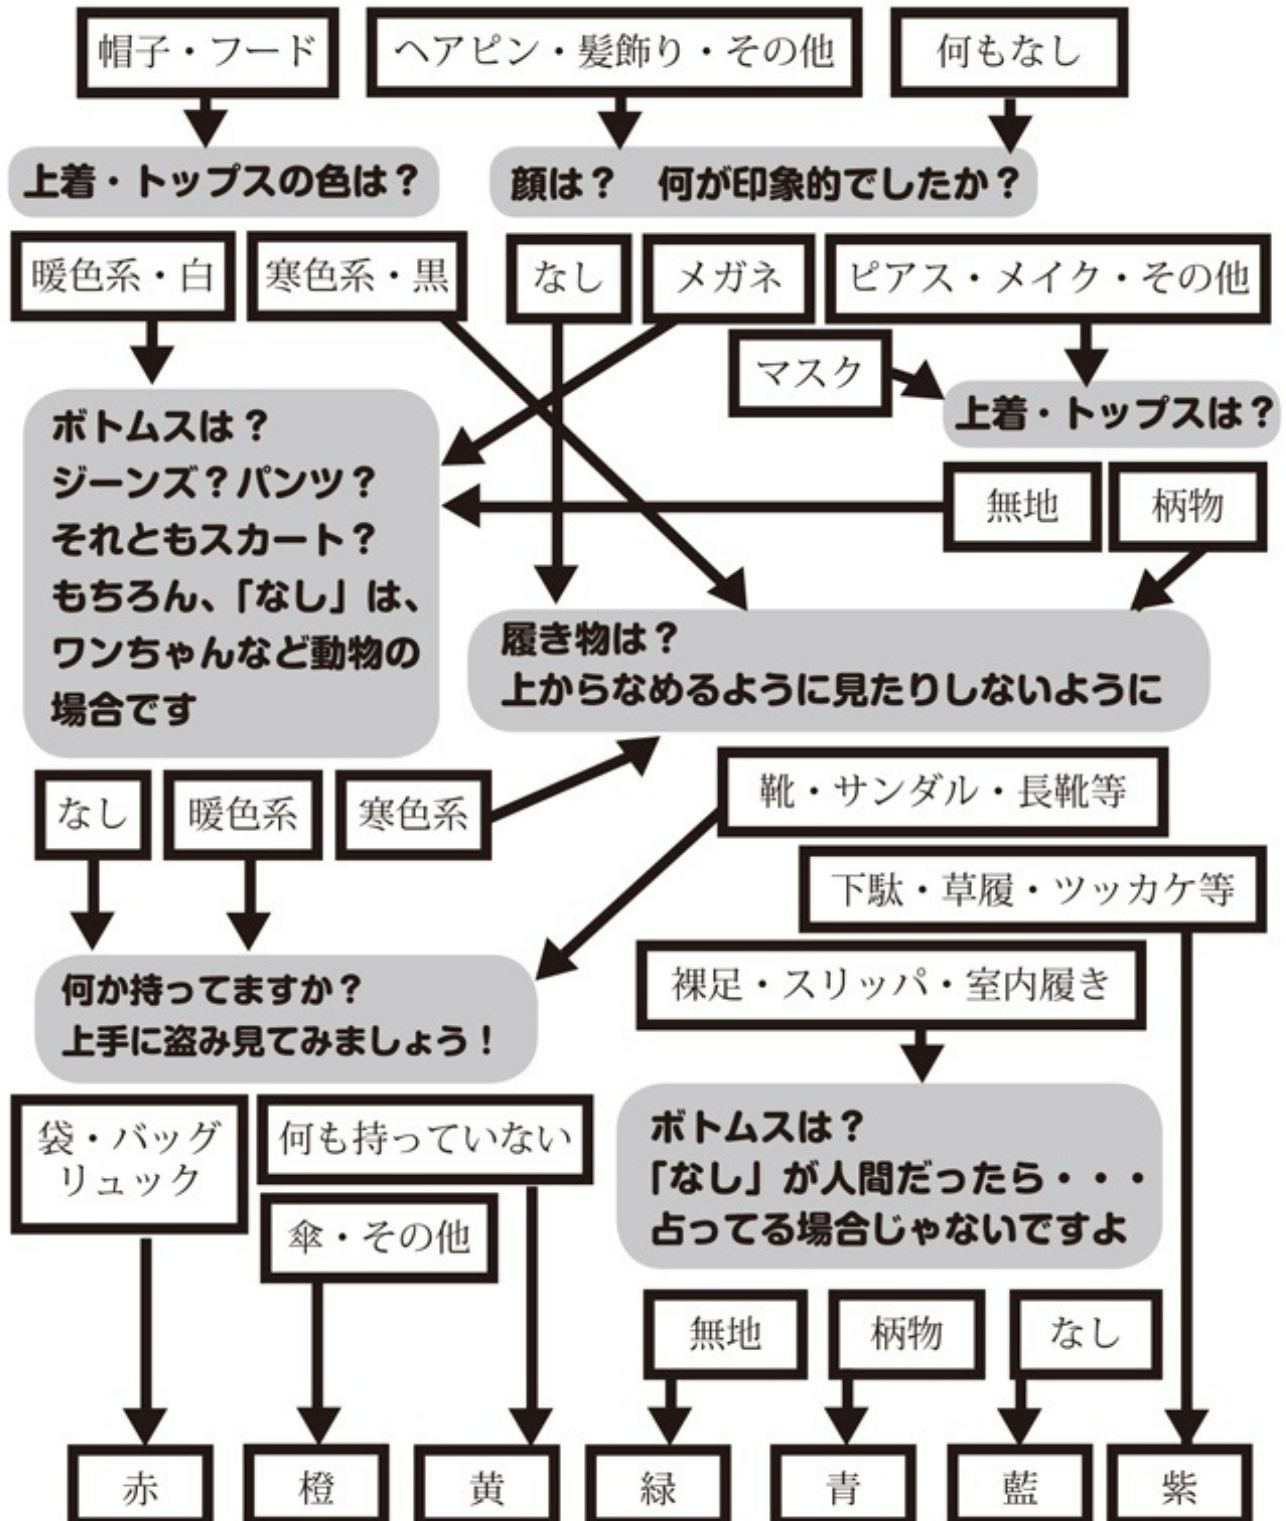 帽子・フード
ヘアピン・髪飾り・その他
何もなし
上着・トップスの色は？
顔は？　何が印象的でしたか？
暖色系・白
寒色系・黒
なし
メガネ
ピアス・メイク・その他
マスク
上着・トップスは？
無地
柄物
ボトムスは？
ジーンズ？パンツ？
それともスカート？
もちろん、「なし」は、
ワンちゃんなど動物の
場合です
履き物は？
上からなめるように見たりしないように
なし
暖色系
寒色系
靴・サンダル・長靴等
下駄・草履・ツッカケ等
裸足・スリッパ・室内履き
何か持ってますか？
上手に盗み見てみましょう！
袋・バッグ
リュック
何も持っていない
傘・その他
ボトムスは？
「なし」が人間だったら・・・
占ってる場合じゃないですよ
無地
柄物
なし
赤
橙
黄
緑
青
藍
紫